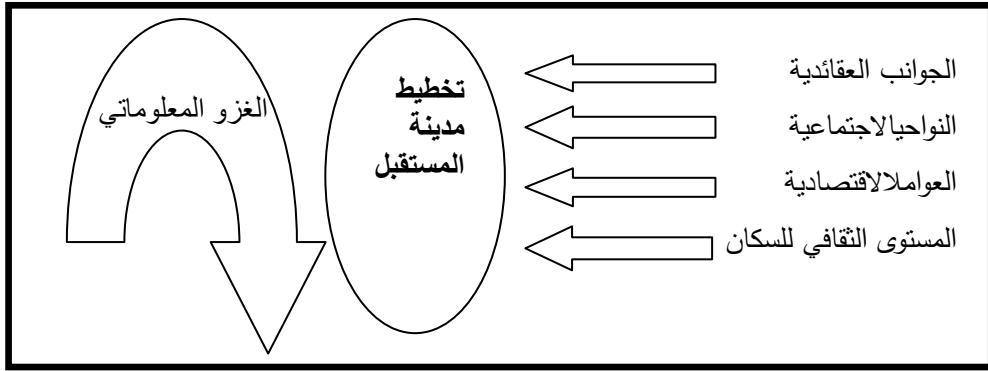 الجوانب العقائدية
النواحيالاجتماعية
العواملالاقتصادية
المستوى الثقافي للسكان
تخطيط
مدينة
المستقبل
الغزو المعلوماتي